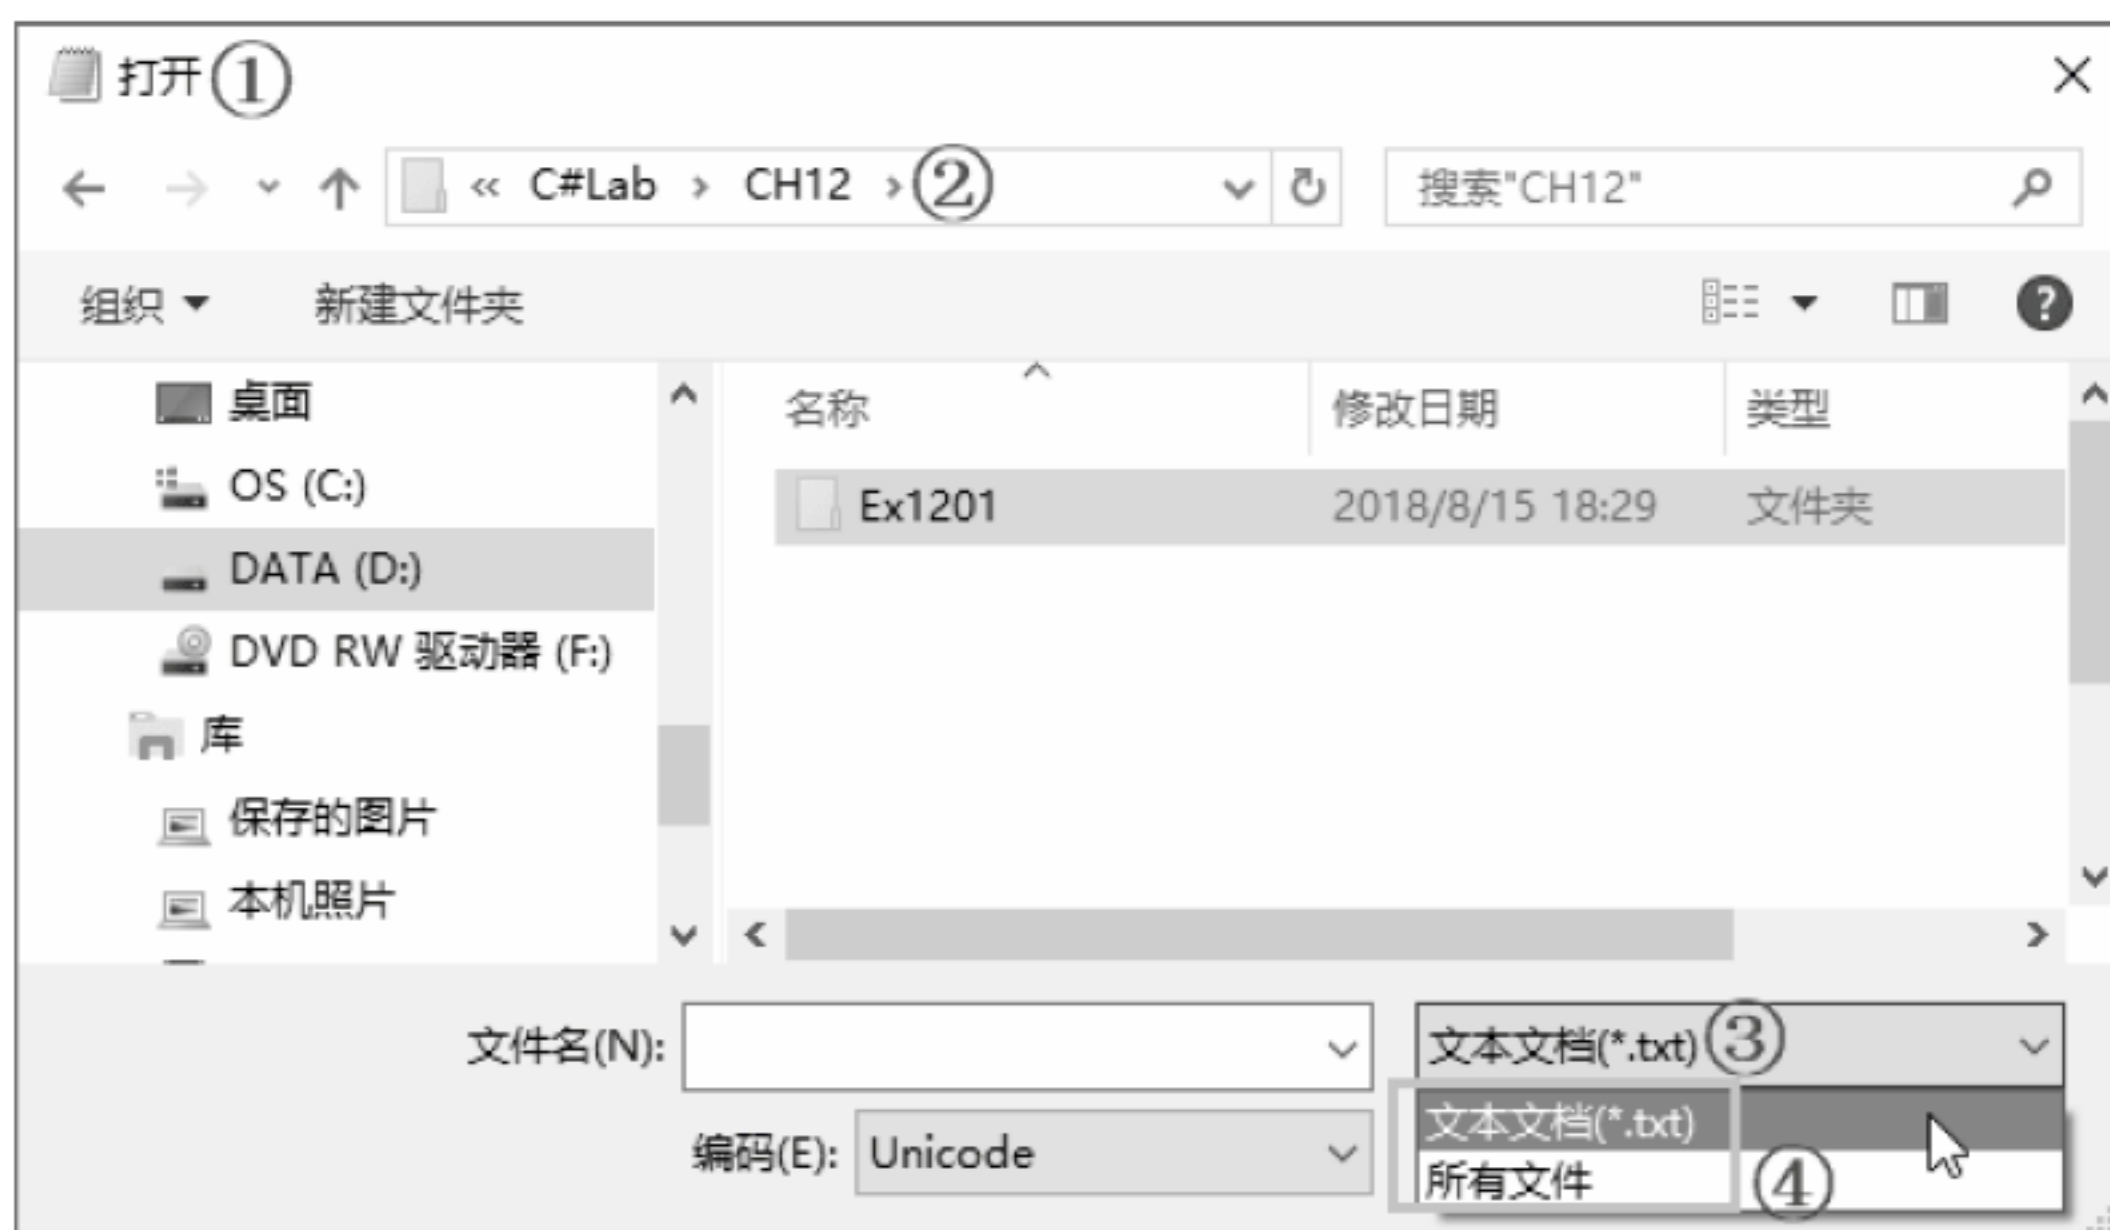 打开①
« C#Lab › CH12 › ② 搜索"CH12"
组织 新建文件夹
桌面
OS (C:)
DATA (D:)
DVD RW 驱动器 (F:)
库
保存的图片
本机照片
名称 修改日期 类型
Ex1201 2018/8/15 18:29 文件夹
文件名(N): 文本文档(*.txt)③
文本文档(*.txt)
编码(E): Unicode 所有文件 ④